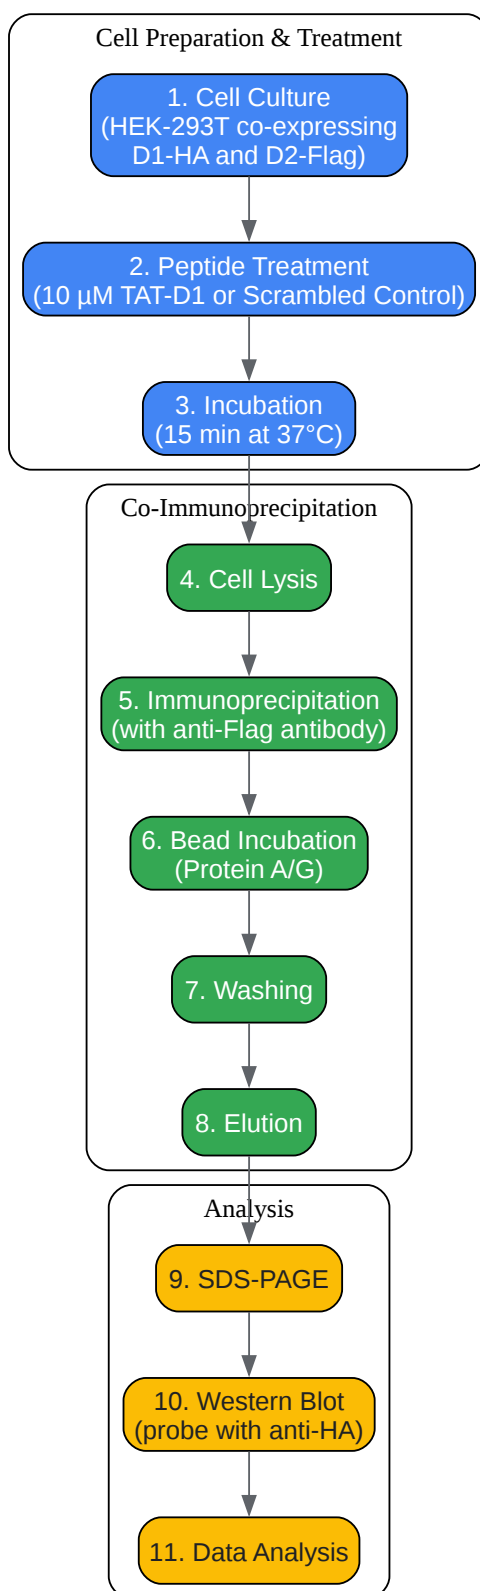 Cell Preparation & Treatment
1. Cell Culture
(HEK-293T co-expressing
D1-HA and D2-Flag)
2. Peptide Treatment
(10 µM TAT-D1 or Scrambled Control)
3. Incubation
(15 min at 37°C)
Co-Immunoprecipitation
4. Cell Lysis
5. Immunoprecipitation
(with anti-Flag antibody)
6. Bead Incubation
(Protein A/G)
7. Washing
8. Elution
Analysis
9. SDS-PAGE
10. Western Blot
(probe with anti-HA)
11. Data Analysis